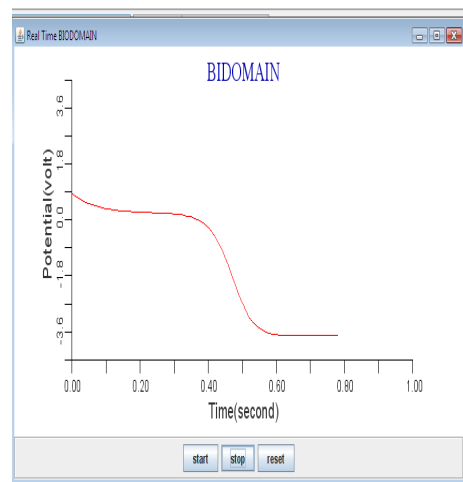 Real Time BIODOMAIN
BIDOMAIN
Potential(volt)
3.6
1.8
0.0
-1.8
-3.6
0.00 0.20 0.40 0.60 0.80 1.00
Time(second)
start stop reset